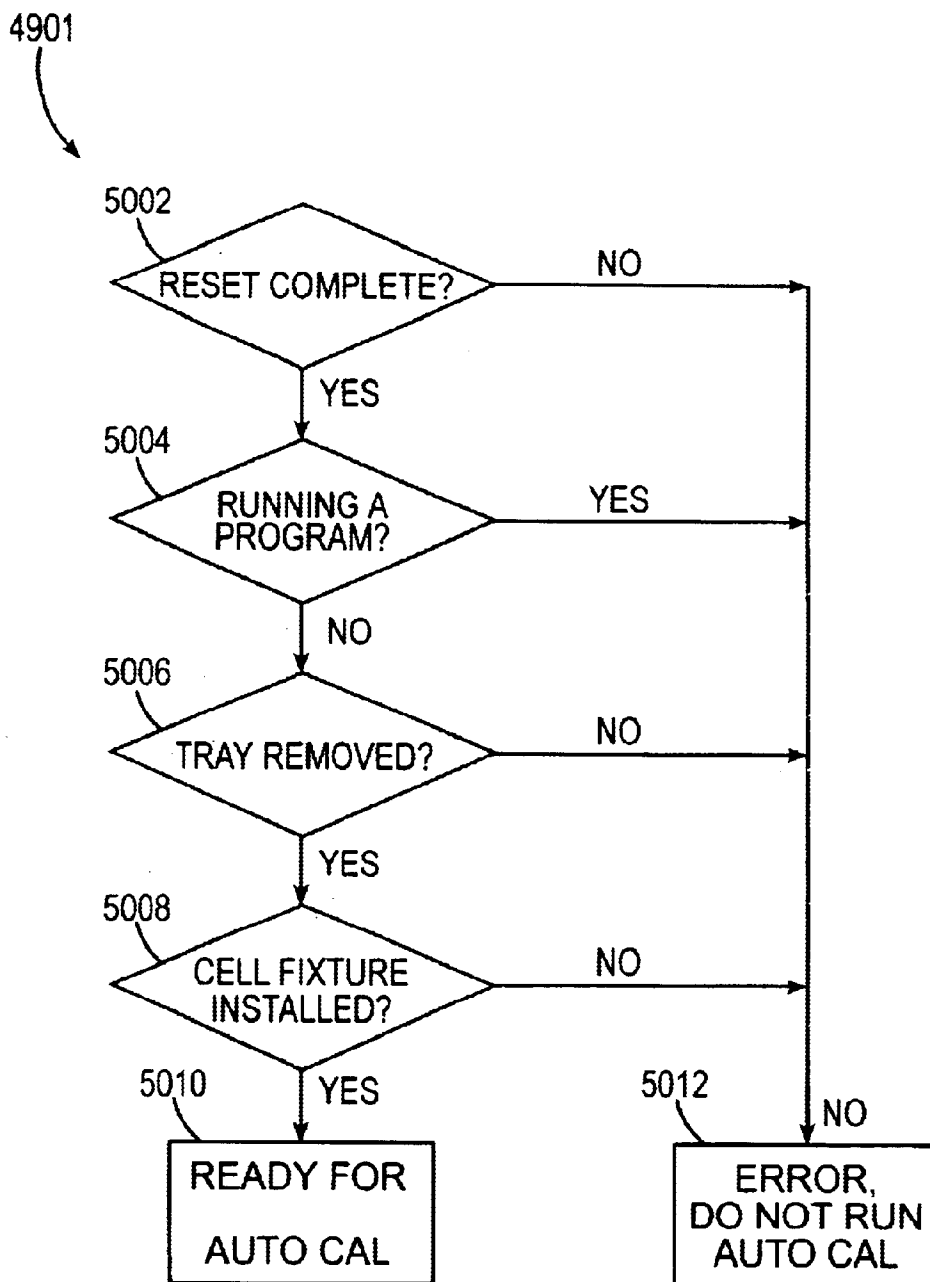 4901
5002
RESET COMPLETE?
NO
YES
5004
RUNNING A
PROGRAM?
YES
NO
5006
TRAY REMOVED?
NO
YES
5008
CELL FIXTURE
INSTALLED?
NO
YES
5010
READY FOR
AUTO CAL
5012
NO
ERROR,
DO NOT RUN
AUTO CAL